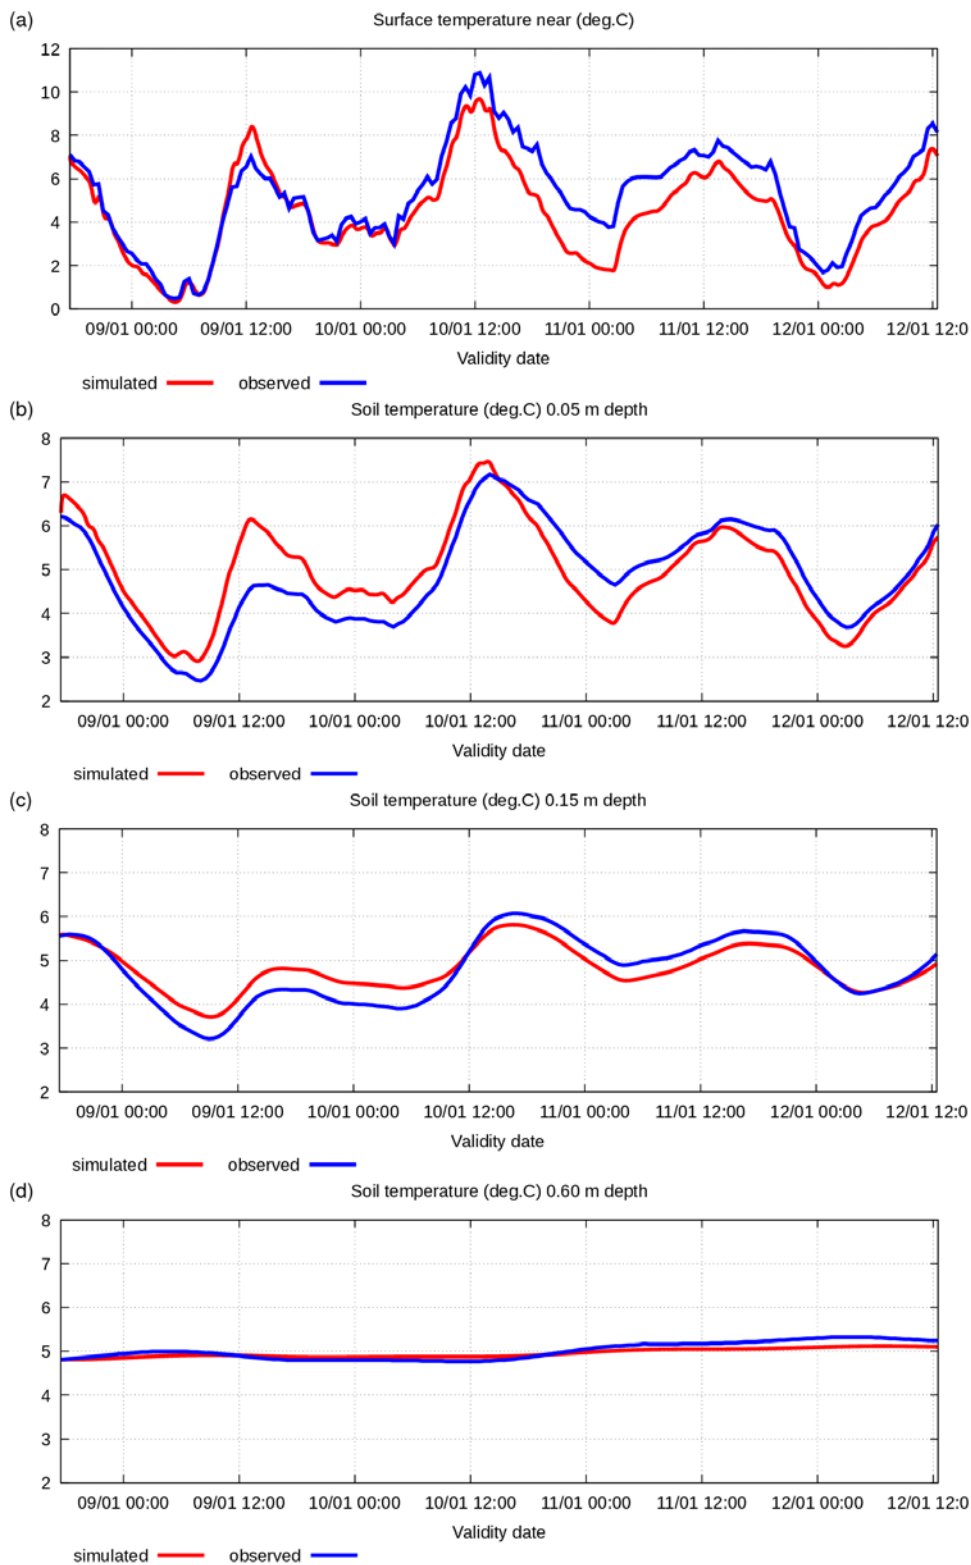 (a) Surface temperature near (deg.C)
12
10
8
6
4
2
0
09/01 00:00 09/01 12:00 10/01 00:00 10/01 12:00 11/01 00:00 11/01 12:00 12/01 00:00 12/01 12:0
Validity date
simulated observed
(b) Soil temperature (deg.C) 0.05 m depth
8
7
6
5
4
3
2
09/01 00:00 09/01 12:00 10/01 00:00 10/01 12:00 11/01 00:00 11/01 12:00 12/01 00:00 12/01 12:0
Validity date
simulated observed
(c) Soil temperature (deg.C) 0.15 m depth
8
7
6
5
4
3
2
09/01 00:00 09/01 12:00 10/01 00:00 10/01 12:00 11/01 00:00 11/01 12:00 12/01 00:00 12/01 12:0
Validity date
simulated observed
(d) Soil temperature (deg.C) 0.60 m depth
8
7
6
5
4
3
2
09/01 00:00 09/01 12:00 10/01 00:00 10/01 12:00 11/01 00:00 11/01 12:00 12/01 00:00 12/01 12:0
Validity date
simulated observed